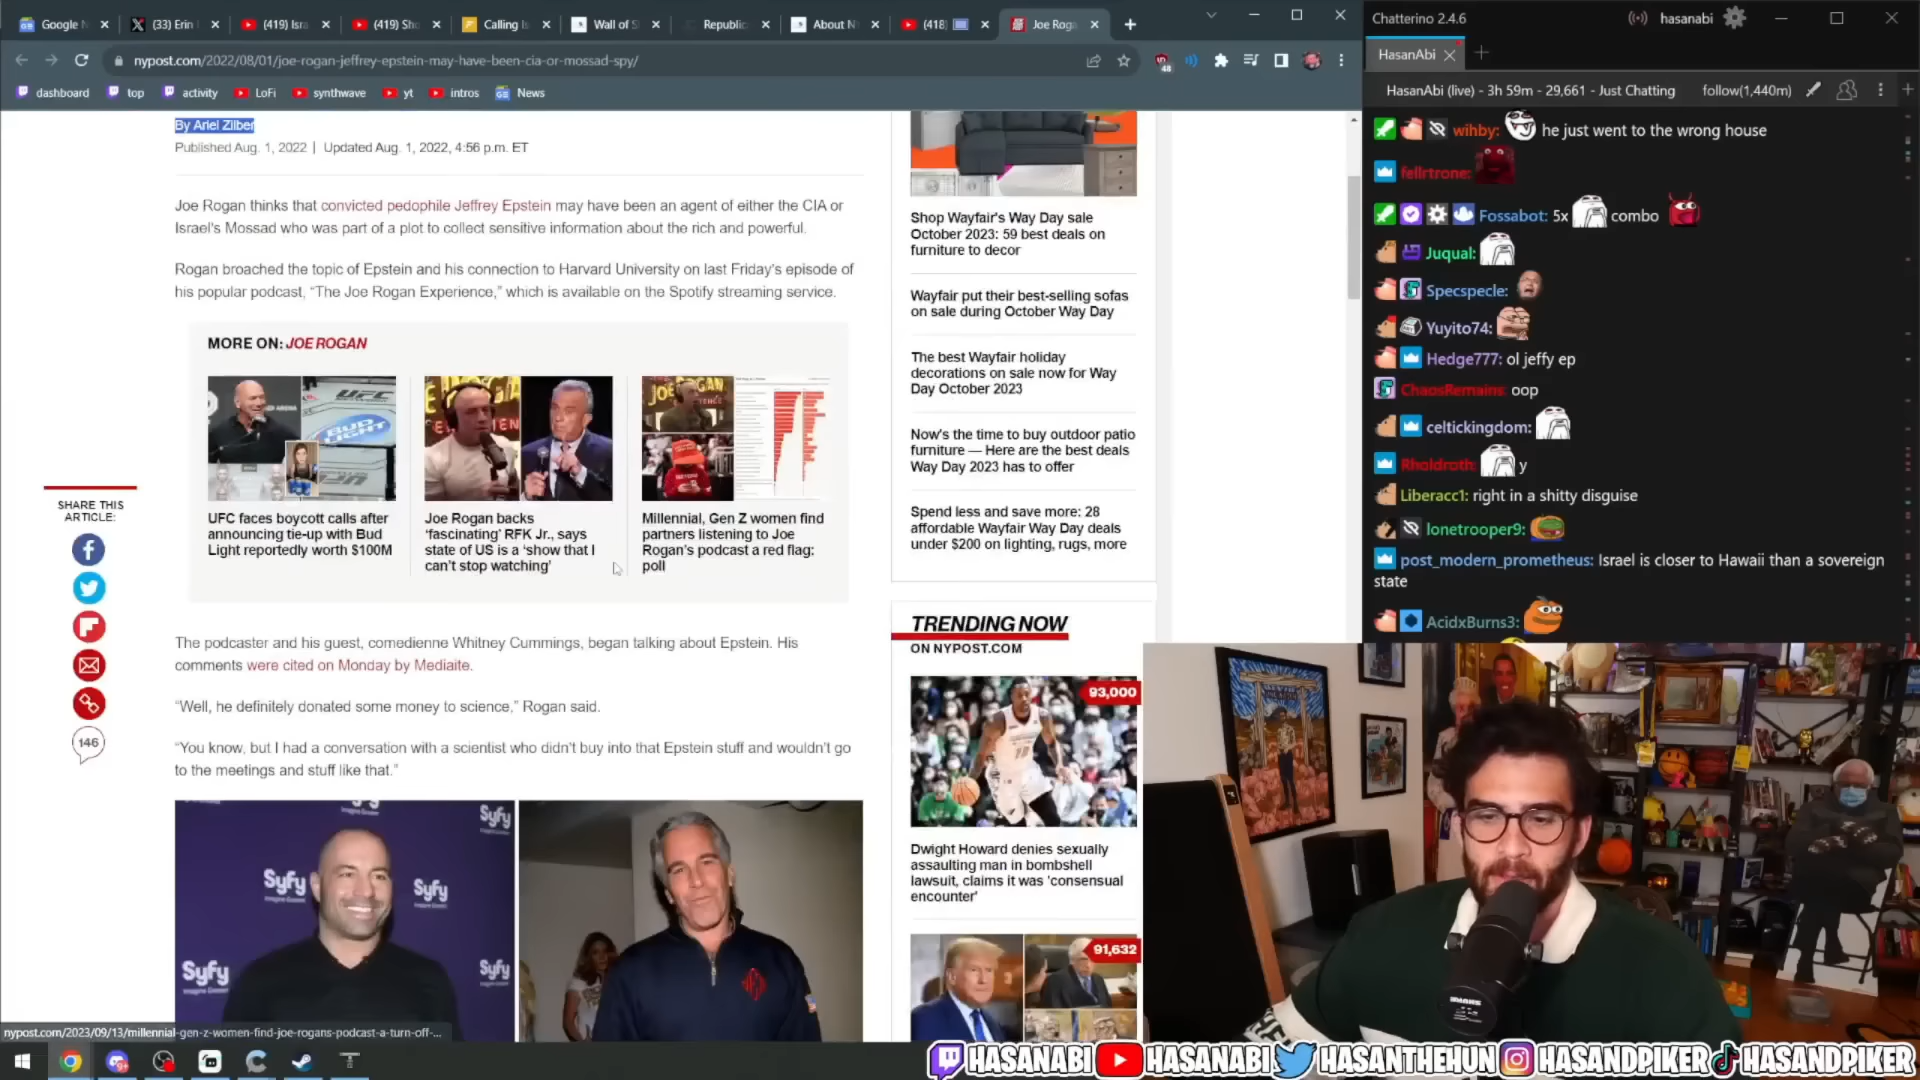 Google N
(33) Erin
(419) Isra
(419) Sho
Calling Is
Wall of S
Republic
About N
(418)
Joe Roga
nypost.com/2022/08/01/joe-rogan-jeffrey-epstein-may-have-been-cia-or-mossad-spy/
48
dashboard
top
activity
LoFi
synthwave
yt
intros
News
By Ariel Zilber
Published Aug. 1, 2022 | Updated Aug. 1, 2022, 4:56 p.m. ET
Joe Rogan thinks that convicted pedophile Jeffrey Epstein may have been an agent of either the CIA or
Israel's Mossad who was part of a plot to collect sensitive information about the rich and powerful.
Rogan broached the topic of Epstein and his connection to Harvard University on last Friday's episode of
his popular podcast, “The Joe Rogan Experience,” which is available on the Spotify streaming service.
MORE ON: JOE ROGAN
UFC
BUD
LIGHT
UFC faces boycott calls after
announcing tie-up with Bud
Light reportedly worth $100M
Joe Rogan backs
‘fascinating’ RFK Jr., says
state of US is a ‘show that I
can’t stop watching’
JOE ROGAN
Millennial, Gen Z women find
partners listening to Joe
Rogan’s podcast a red flag:
poll
SHARE THIS
ARTICLE:
146
The podcaster and his guest, comedienne Whitney Cummings, began talking about Epstein. His
comments were cited on Monday by Mediaite.
“Well, he definitely donated some money to science,” Rogan said.
“You know, but I had a conversation with a scientist who didn’t buy into that Epstein stuff and wouldn’t go
to the meetings and stuff like that.”
Syfy
Syfy
Syfy
Syfy
Syfy
nypost.com/2023/09/13/millennial-gen-z-women-find-joe-rogans-podcast-a-turn-off-...
Shop Wayfair's Way Day sale
October 2023: 59 best deals on
furniture to decor
Wayfair put their best-selling sofas
on sale during October Way Day
The best Wayfair holiday
decorations on sale now for Way
Day October 2023
Now's the time to buy outdoor patio
furniture — Here are the best deals
Way Day 2023 has to offer
Spend less and save more: 28
affordable Wayfair Way Day deals
under $200 on lighting, rugs, more
TRENDING NOW
ON NYPOST.COM
93,000
Dwight Howard denies sexually
assaulting man in bombshell
lawsuit, claims it was 'consensual
encounter'
91,632
Chatterino 2.4.6
hasanabi
HasanAbi
HasanAbi (live) - 3h 59m - 29,661 - Just Chatting
follow(1,440m)
wihby: he just went to the wrong house
fellrtrone:
Fossabot: 5x combo
Juqual:
Specspecle:
Yuyito74:
Hedge777: ol jeffy ep
ChaosRemains: oop
celtickingdom:
Rholdroth: y
Liberacc1: right in a shitty disguise
lonetrooper9:
post_modern_prometheus: Israel is closer to Hawaii than a sovereign
state
AcidxBurns3:
HASANABI HASANABI HASANTHEHUN HASANDPIKER HASANDPIKER